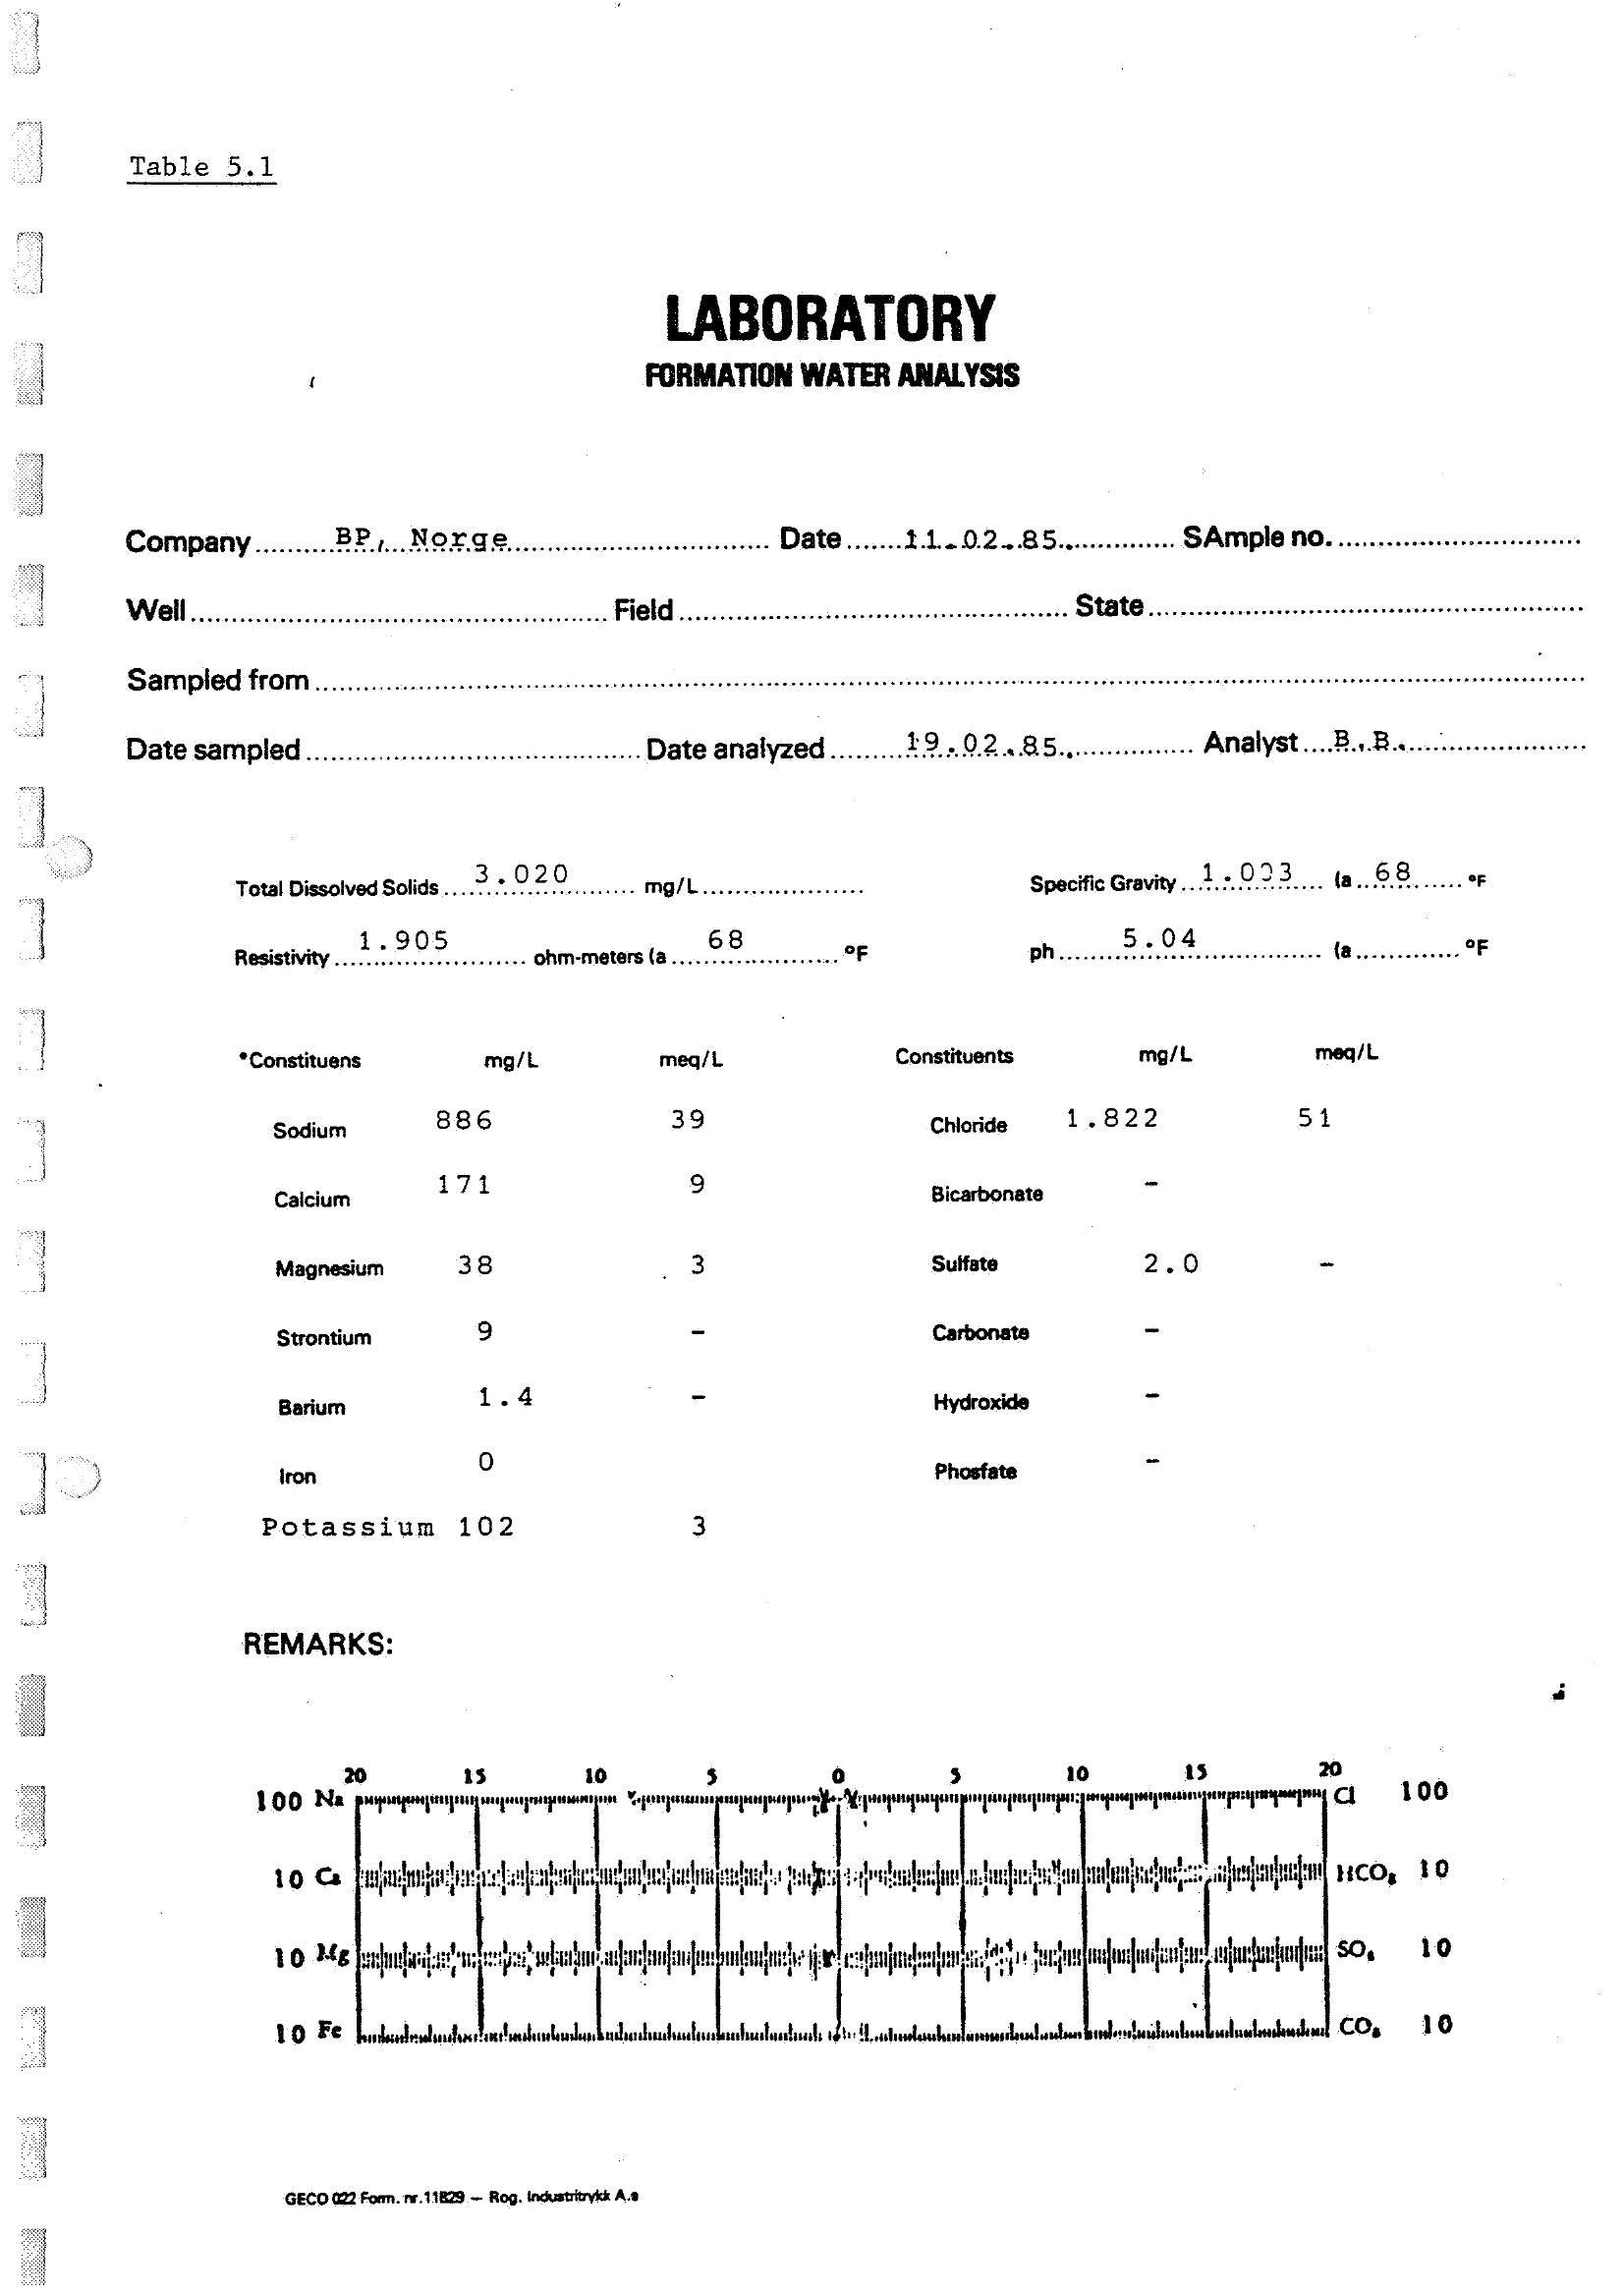 Table 5.1
LABORATORY
FORMATION WATER ANALYSIS
Company BP, Norge Date 11.02.85. SAmple no.
Well Field State
Sampled from
Date sampled Date analyzed 19.02.85. Analyst B.B.
Total Dissolved Solids 3.020 mg/L Specific Gravity 1.003 (a 68 °F
Resistivity 1.905 ohm-meters (a 68 °F ph 5.04 (a °F
*Constituens mg/L meq/L Constituents mg/L meq/L
Sodium 886 39 Chloride 1.822 51
Calcium 171 9 Bicarbonate -
Magnesium 38 3 Sulfate 2.0 -
Strontium 9 - Carbonate -
Barium 1.4 - Hydroxide -
Iron 0 Phosfate -
Potassium 102 3
REMARKS:
20 15 10 5 0 5 10 15 20
100 Na Cl 100
10 Ca HCO₃ 10
10 Mg SO₄ 10
10 Fe CO₃ 10
GECO 022 Form. nr. 11829 — Rog. Industritrykk A.s